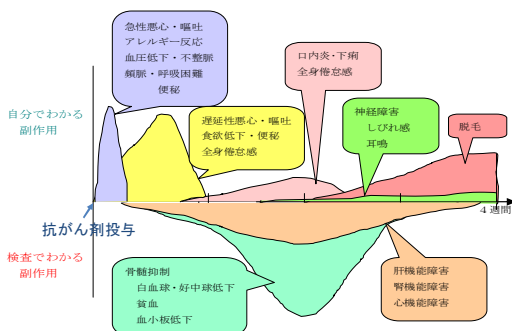 急性悪心・嘔吐
アレルギー反応
血圧低下・不整脈
頻脈・呼吸困難
便秘
口内炎・下痢
全身倦怠感
自分でわかる
副作用
遅延性悪心・嘔吐
食欲低下・便秘
全身倦怠感
神経障害
しびれ感
耳鳴
脱毛
4週間
抗がん剤投与
検査でわかる
副作用
骨髄抑制
白血球・好中球低下
貧血
血小板低下
肝機能障害
腎機能障害
心機能障害